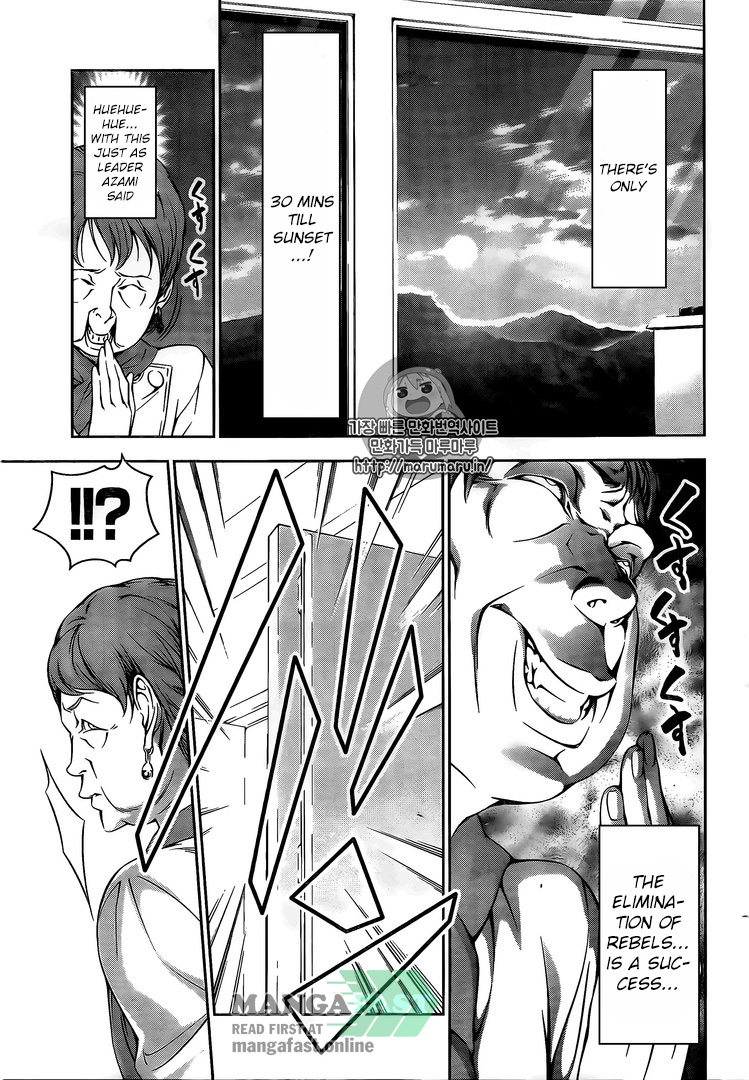 THERE'S
ONLY
30 MINS
TILL
SUNSET
...!
HUEHUE-
HUE...
WITH THIS
JUST AS
LEADER
AZAMI
SAID
くすくす
가장 빠른 만화번역사이트
만화가득 마루마루
http://marumaru.in/
くすくすくす
THE
ELIMINA-
TION OF
REBELS...
IS A SUC-
CESS...
!!?
MANGA FAST
READ FIRST AT
mangafast.online